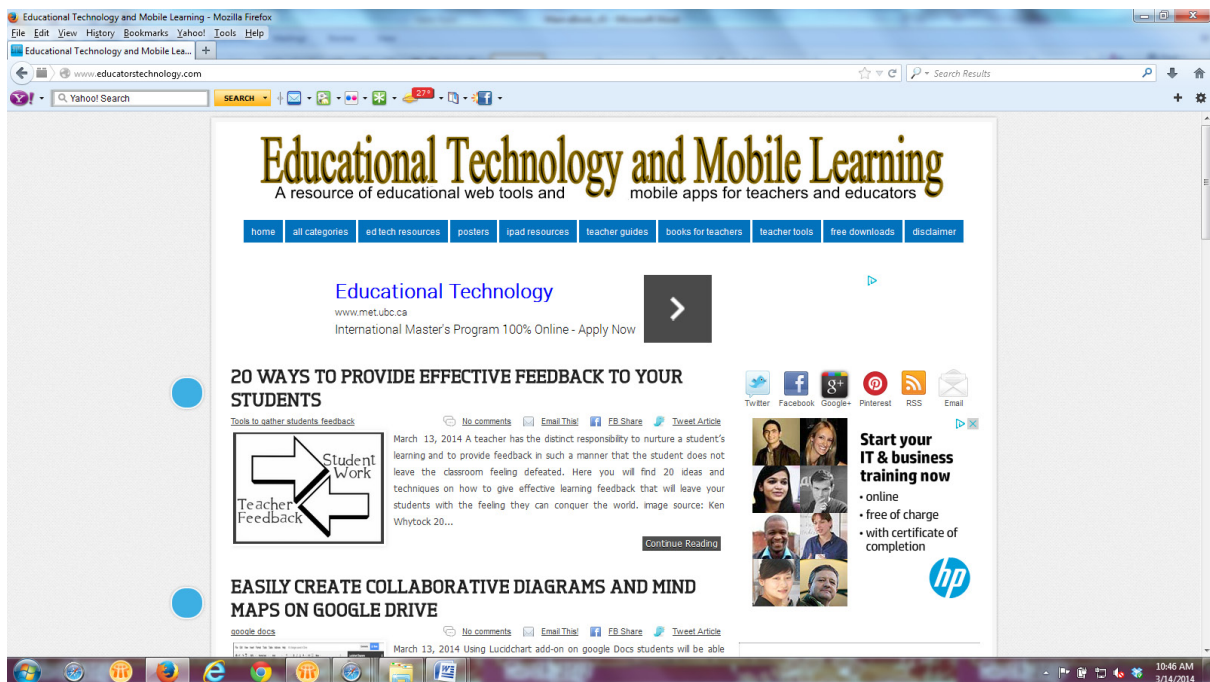 Educational Technology and Mobile Learning - Mozilla Firefox
File Edit View History Bookmarks Yahoo! Tools Help
Educational Technology and Mobile Lea... +
www.educatorstechnology.com
Search Results
Y! Yahoo! Search SEARCH 27°
Educational Technology and Mobile Learning
A resource of educational web tools and mobile apps for teachers and educators
home all categories ed tech resources posters ipad resources teacher guides books for teachers teacher tools free downloads disclaimer
Educational Technology
www.met.ubc.ca
International Master's Program 100% Online - Apply Now
20 WAYS TO PROVIDE EFFECTIVE FEEDBACK TO YOUR
STUDENTS
Tools to gather students feedback No comments Email This! FB Share Tweet Article
Student
Work
Teacher
Feedback
March 13, 2014 A teacher has the distinct responsibility to nurture a student's
learning and to provide feedback in such a manner that the student does not
leave the classroom feeling defeated. Here you will find 20 ideas and
techniques on how to give effective learning feedback that will leave your
students with the feeling they can conquer the world. image source: Ken
Whytock 20...
Continue Reading
EASILY CREATE COLLABORATIVE DIAGRAMS AND MIND
MAPS ON GOOGLE DRIVE
google docs No comments Email This! FB Share Tweet Article
March 13, 2014 Using Lucidchart add-on on google Docs students will be able
Twitter Facebook Google+ Pinterest RSS Email
Start your
IT & business
training now
• online
• free of charge
• with certificate of
completion
hp
10:46 AM
3/14/2014